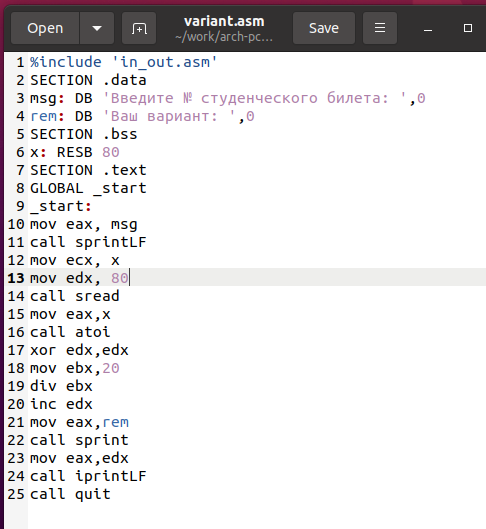 Open
variant.asm
~/work/arch-pc...
Save
1 %include 'in_out.asm'
2 SECTION .data
3 msg: DB 'Введите № студенческого билета: ',0
4 rem: DB 'Ваш вариант: ',0
5 SECTION .bss
6 x: RESB 80
7 SECTION .text
8 GLOBAL _start
9 _start:
10 mov eax, msg
11 call sprintLF
12 mov ecx, x
13 mov edx, 80
14 call sread
15 mov eax,x
16 call atoi
17 xor edx,edx
18 mov ebx,20
19 div ebx
20 inc edx
21 mov eax,rem
22 call sprint
23 mov eax,edx
24 call iprintLF
25 call quit